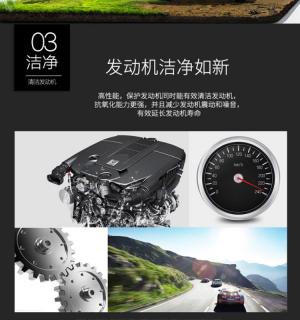 03
洁净
清洁发动机
发动机洁净如新
高性能，保护发动机同时能有效清洁发动机，
抗氧化能力更强，并且减少发动机震动和噪音，
有效延长发动机寿命
km/h